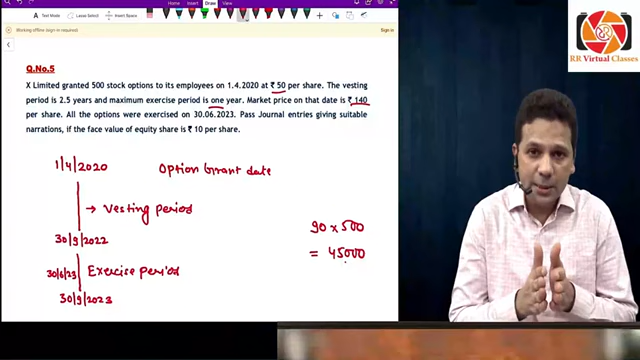 File Home Insert Draw View Help
Text Mode Lasso Select Insert Space
Working offline (sign in required) Sign in
Q.No.5
X Limited granted 500 stock options to its employees on 1.4.2020 at ₹ 50 per share. The vesting
period is 2.5 years and maximum exercise period is one year. Market price on that date is ₹ 140
per share. All the options were exercised on 30.06.2023. Pass Journal entries giving suitable
narrations, if the face value of equity share is ₹ 10 per share.
1/4/2020 Option Grant date
→ Vesting period
30/9/2022
30/6/23 Exercise period
30/9/2023
90 × 500
= 45000
RR Virtual Classes